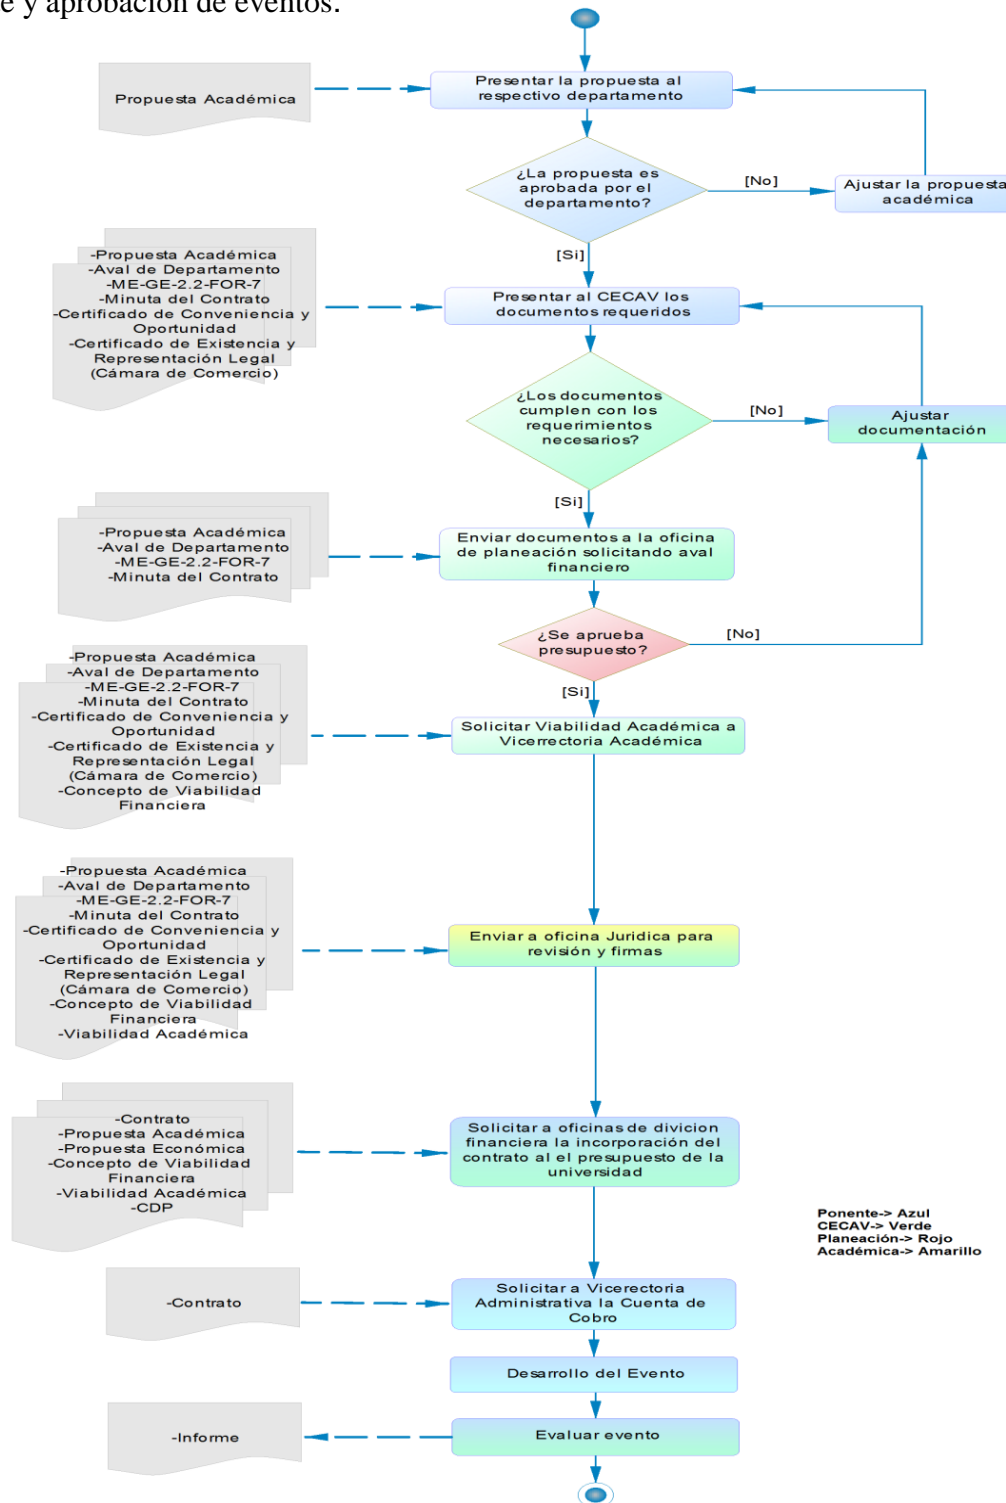 e y aprobación de eventos.
Presentar la propuesta al
respectivo departamento
Propuesta Académica
¿La propuesta es
aprobada por el
departamento?
[No]
Ajustar la propuesta
académica
[Si]
-Propuesta Académica
-Aval de Departamento
-ME-GE-2.2-FOR-7
-Minuta del Contrato
-Certificado de Conveniencia y
Oportunidad
-Certificado de Existencia y
Representación Legal
(Cámara de Comercio)
Presentar al CECAV los
documentos requeridos
¿Los documentos
cumplen con los
requerimientos
necesarios?
[No]
Ajustar
documentación
[Si]
-Propuesta Académica
-Aval de Departamento
-ME-GE-2.2-FOR-7
-Minuta del Contrato
Enviar documentos a la oficina
de planeación solicitando aval
financiero
¿Se aprueba
presupuesto?
[No]
[Si]
-Propuesta Académica
-Aval de Departamento
-ME-GE-2.2-FOR-7
-Minuta del Contrato
-Certificado de Conveniencia y
Oportunidad
-Certificado de Existencia y
Representación Legal
(Cámara de Comercio)
-Concepto de Viabilidad
Financiera
Solicitar Viabilidad Académica a
Vicerrectoria Académica
-Propuesta Académica
-Aval de Departamento
-ME-GE-2.2-FOR-7
-Minuta del Contrato
-Certificado de Conveniencia y
Oportunidad
-Certificado de Existencia y
Representación Legal
(Cámara de Comercio)
-Concepto de Viabilidad
Financiera
-Viabilidad Académica
Enviar a oficina Juridica para
revisión y firmas
-Contrato
-Propuesta Académica
-Propuesta Económica
-Concepto de Viabilidad
Financiera
-Viabilidad Académica
-CDP
Solicitar a oficinas de divicion
financiera la incorporación del
contrato al el presupuesto de la
universidad
Ponente-> Azul
CECAV-> Verde
Planeación-> Rojo
Académica-> Amarillo
-Contrato
Solicitar a Vicerectoria
Administrativa la Cuenta de
Cobro
Desarrollo del Evento
-Informe
Evaluar evento